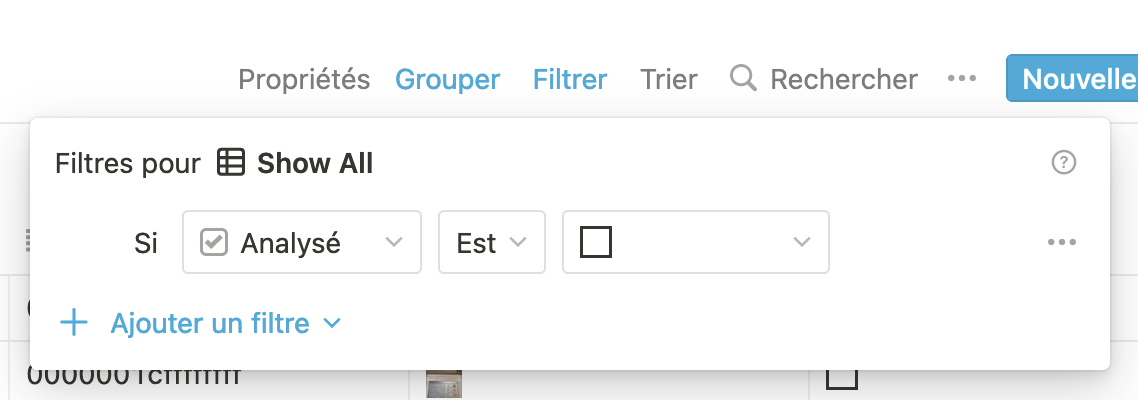 Propriétés Grouper Filtrer Trier Rechercher Nouvelle
Filtres pour Show All
Si Analysé Est
Ajouter un filtre